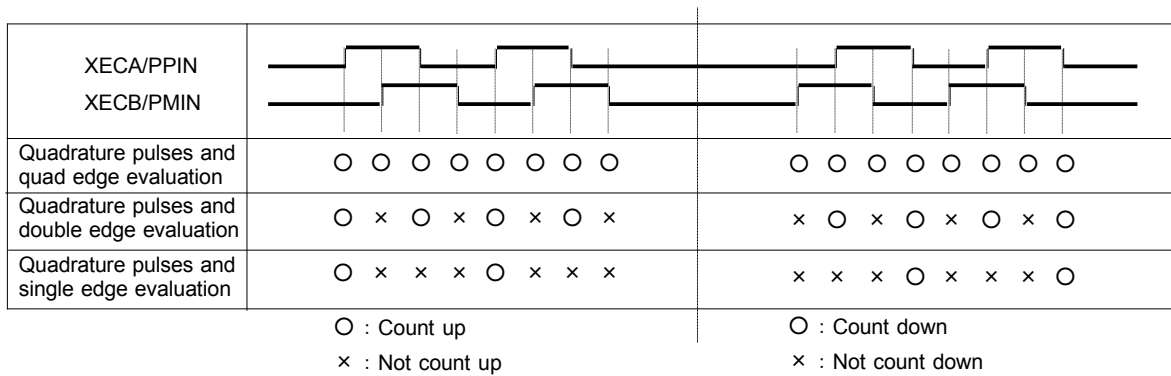 XECA/PPIN
XECB/PMIN
Quadrature pulses and
quad edge evaluation
○ ○ ○ ○ ○ ○ ○ ○ ○ ○ ○ ○ ○ ○ ○ ○
Quadrature pulses and
double edge evaluation
○ × ○ × ○ × ○ × × ○ × ○ × ○ × ○
Quadrature pulses and
single edge evaluation
○ × × × ○ × × × × × × ○ × × × ○
○ : Count up ○ : Count down
× : Not count up × : Not count down